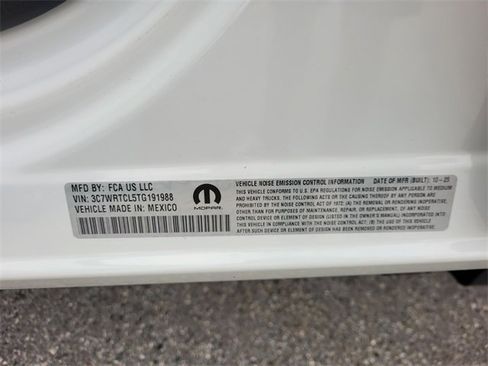 MFD BY: FCA US LLC
VIN: 3C7WRTCL5TG191988
VEHICLE MADE IN: MEXICO
MOPAR
VEHICLE NOISE EMISSION CONTROL INFORMATION DATE OF MFR (BUILT) 10-25
THIS VEHICLE CONFORMS TO U.S. EPA REGULATIONS FOR NOISE EMISSION APPLICABLE TO MEDIUM
AND HEAVY TRUCKS. THE FOLLOWING ACTS OR THE CAUSING THEREOF BY ANY PERSON ARE
PROHIBITED BY THE NOISE CONTROL ACT OF 1972: (A) THE REMOVAL OR RENDERING INOPERATIVE,
OTHER THAN FOR PURPOSES OF MAINTENANCE, REPAIR, OR REPLACEMENT, OF ANY NOISE
CONTROL DEVICE OR ELEMENT OF DESIGN (LISTED IN THE OWNER'S MANUAL) INCORPORATED
INTO THIS VEHICLE IN COMPLIANCE WITH THE NOISE CONTROL ACT; (B) THE USE OF THIS VEHICLE
AFTER SUCH DEVICE OR ELEMENT OF DESIGN HAS BEEN REMOVED OR RENDERED INOPERATIVE.